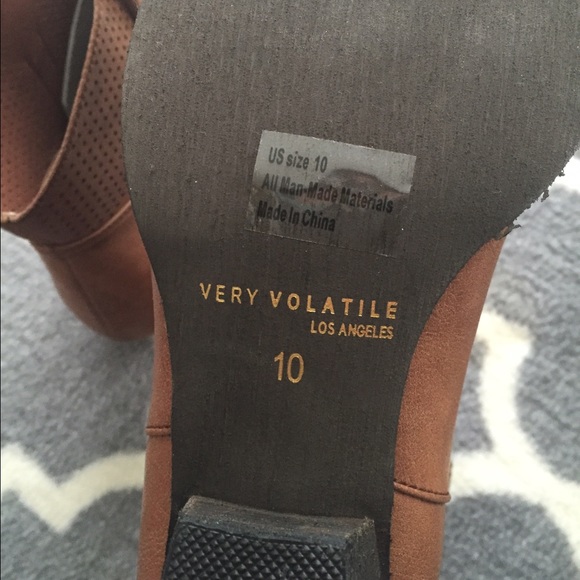 US size 10
All Man-Made Materials
Made In China
VERY VOLATILE
LOS ANGELES
10